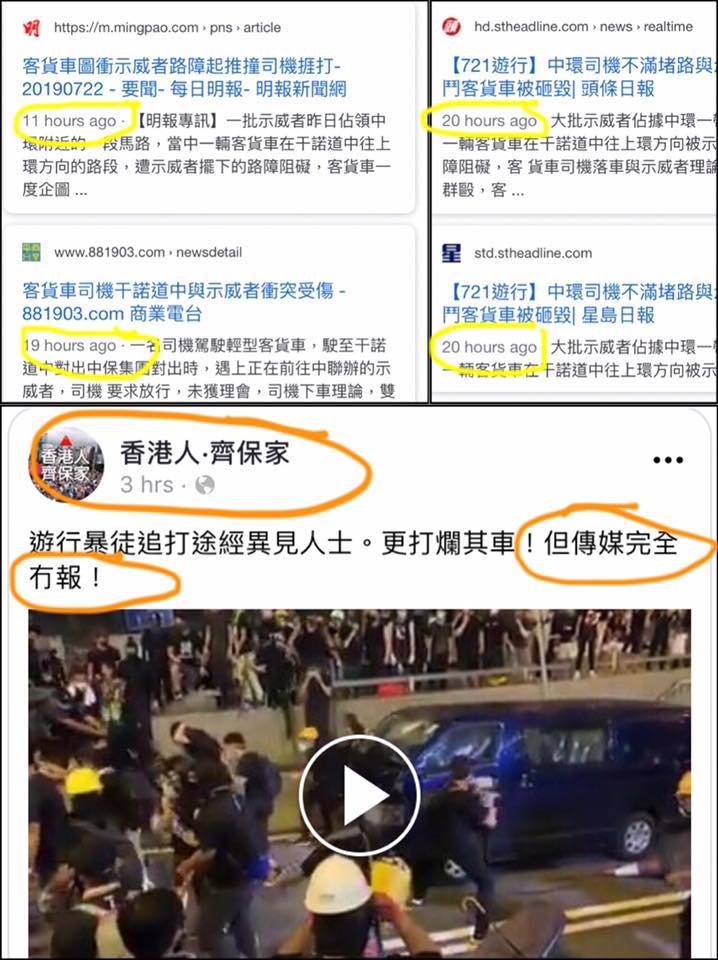 https://m.mingpao.com › pns › article
客貨車圖衝示威者路障起推撞司機捱打-
20190722 - 要聞- 每日明報- 明報新聞網
11 hours ago · 【明報專訊】一批示威者昨日佔領中
環附近的一段馬路，當中一輛客貨車在干諾道中往上
環方向的路段，遭示威者擺下的路障阻礙，客貨車一
度企圖 ...
hd.stheadline.com › news › realtime
【721遊行】中環司機不滿堵路與
鬥客貨車被砸毀| 頭條日報
20 hours ago · 大批示威者佔據中環一
一輛客貨車在干諾道中往上環方向被示
障阻礙，客 貨車司機落車與示威者理論
群毆，客 ...
www.881903.com › newsdetail
客貨車司機干諾道中與示威者衝突受傷 -
881903.com 商業電台
19 hours ago · 一名司機駕駛輕型客貨車，駛至干諾
道中對出中保集團對出時，遇上正在前往中聯辦的示
威者，司機 要求放行，未獲理會，司機下車理論，雙
std.stheadline.com
【721遊行】中環司機不滿堵路與
鬥客貨車被砸毀| 星島日報
20 hours ago · 大批示威者佔據中環一
一輛客貨車在干諾道中往上環方向被示
香港人
齊保家
香港人·齊保家
3 hrs ·
遊行暴徒追打途經異見人士。更打爛其車！但傳媒完全
冇報！